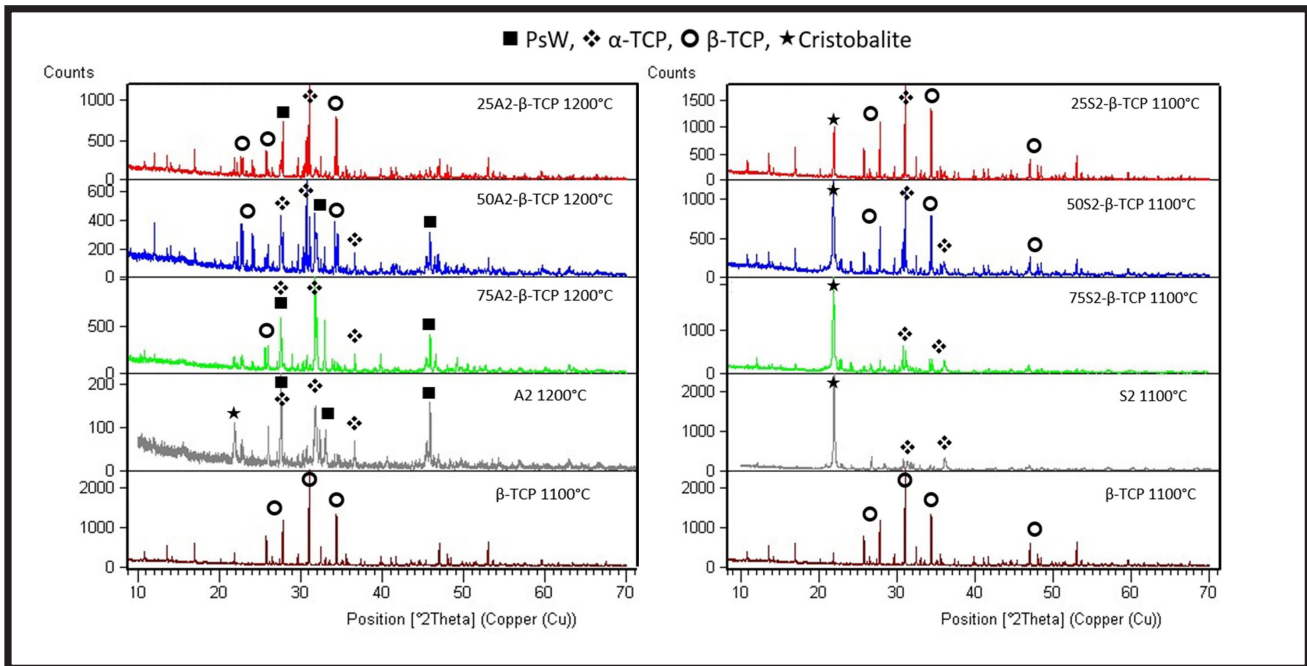 ■ PsW, ❖ α-TCP, O β-TCP, ★Cristobalite
Counts
25A2-β-TCP 1200°C
1000
500
0
50A2-β-TCP 1200°C
600
400
200
0
75A2-β-TCP 1200°C
500
0
A2 1200°C
200
100
0
β-TCP 1100°C
2000
1000
0
10 20 30 40 50 60 70
Position [°2Theta] (Copper (Cu))
Counts
25S2-β-TCP 1100°C
1500
1000
500
0
50S2-β-TCP 1100°C
1000
500
0
75S2-β-TCP 1100°C
1000
0
S2 1100°C
2000
1000
0
β-TCP 1100°C
2000
1000
0
10 20 30 40 50 60 70
Position [°2Theta] (Copper (Cu))